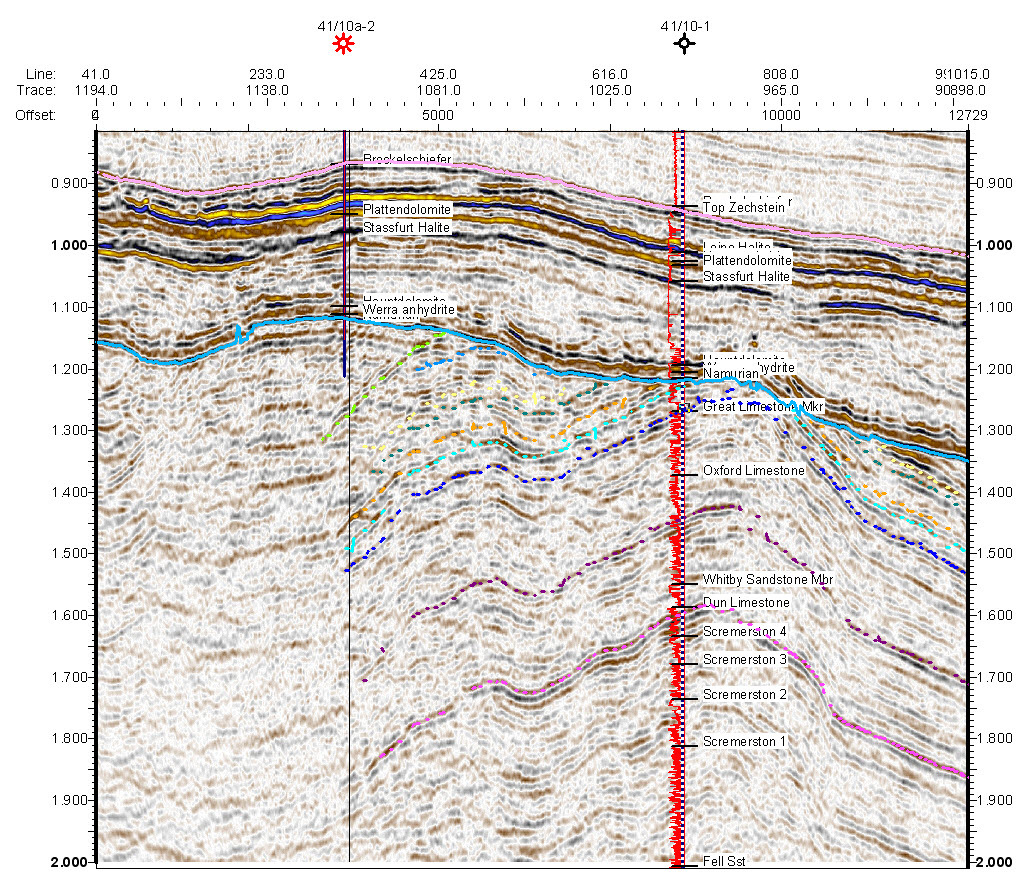 41/10a-2 41/10-1
Line: 41.0 233.0 425.0 616.0 808.0 1015.0
Trace: 1194.0 1138.0 1081.0 1025.0 965.0 898.0
Offset: 5000 10000 12729
Brockelschiefer
0.900 0.900
Plattendolomite
Top Zechstein
Stassfurt Halite
1.000 Leine Halite 1.000
Plattendolomite
Stassfurt Halite
Hauptdolomite
1.100 Werra anhydrite 1.100
Namurian
Hauptdolomite
1.200 1.200
Namurian
Great Limestone Mkr
1.300 1.300
Oxford Limestone
1.400 1.400
1.500 1.500
Whitby Sandstone Mbr
Dun Limestone
1.600 1.600
Scremerston 4
Scremerston 3
1.700 1.700
Scremerston 2
1.800 Scremerston 1 1.800
1.900 1.900
2.000 Fell Sst 2.000